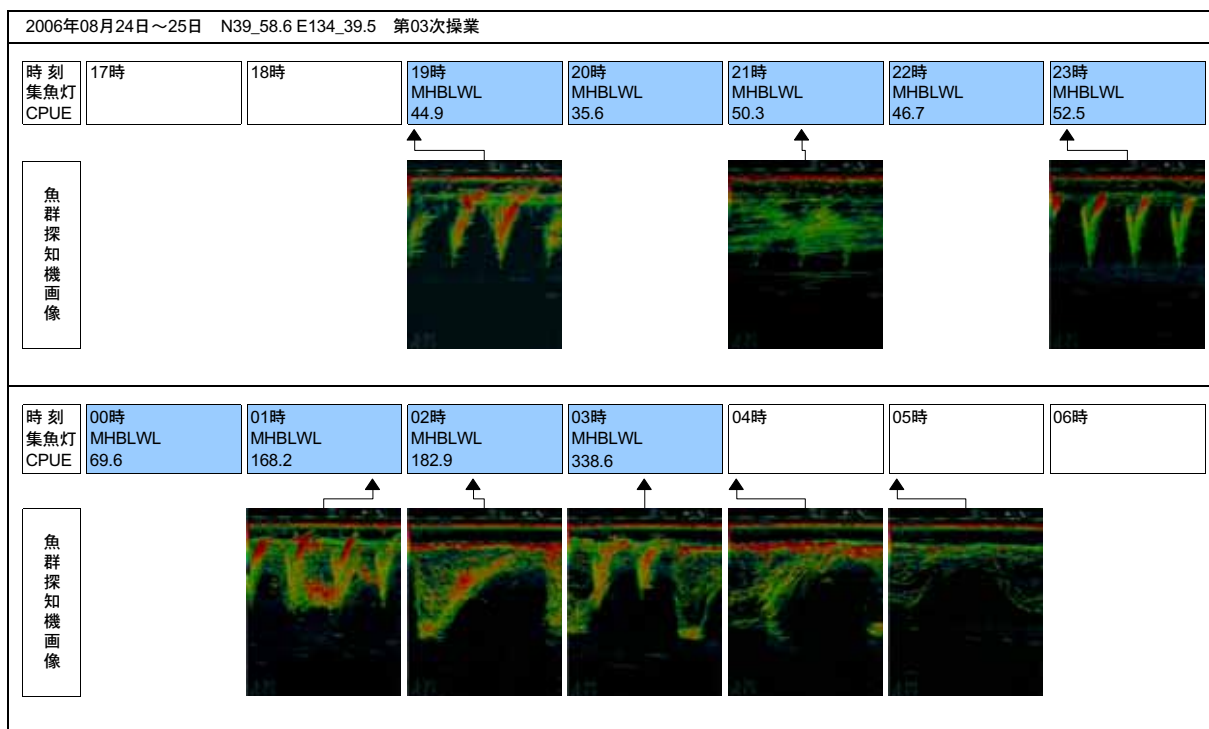 2006年08月24日～25日 N39_58.6 E134_39.5 第03次操業
時 刻
集魚灯
CPUE
17時
18時
19時
MHBLWL
44.9
20時
MHBLWL
35.6
21時
MHBLWL
50.3
22時
MHBLWL
46.7
23時
MHBLWL
52.5
魚群探知機画像
時 刻
集魚灯
CPUE
00時
MHBLWL
69.6
01時
MHBLWL
168.2
02時
MHBLWL
182.9
03時
MHBLWL
338.6
04時
05時
06時
魚群探知機画像